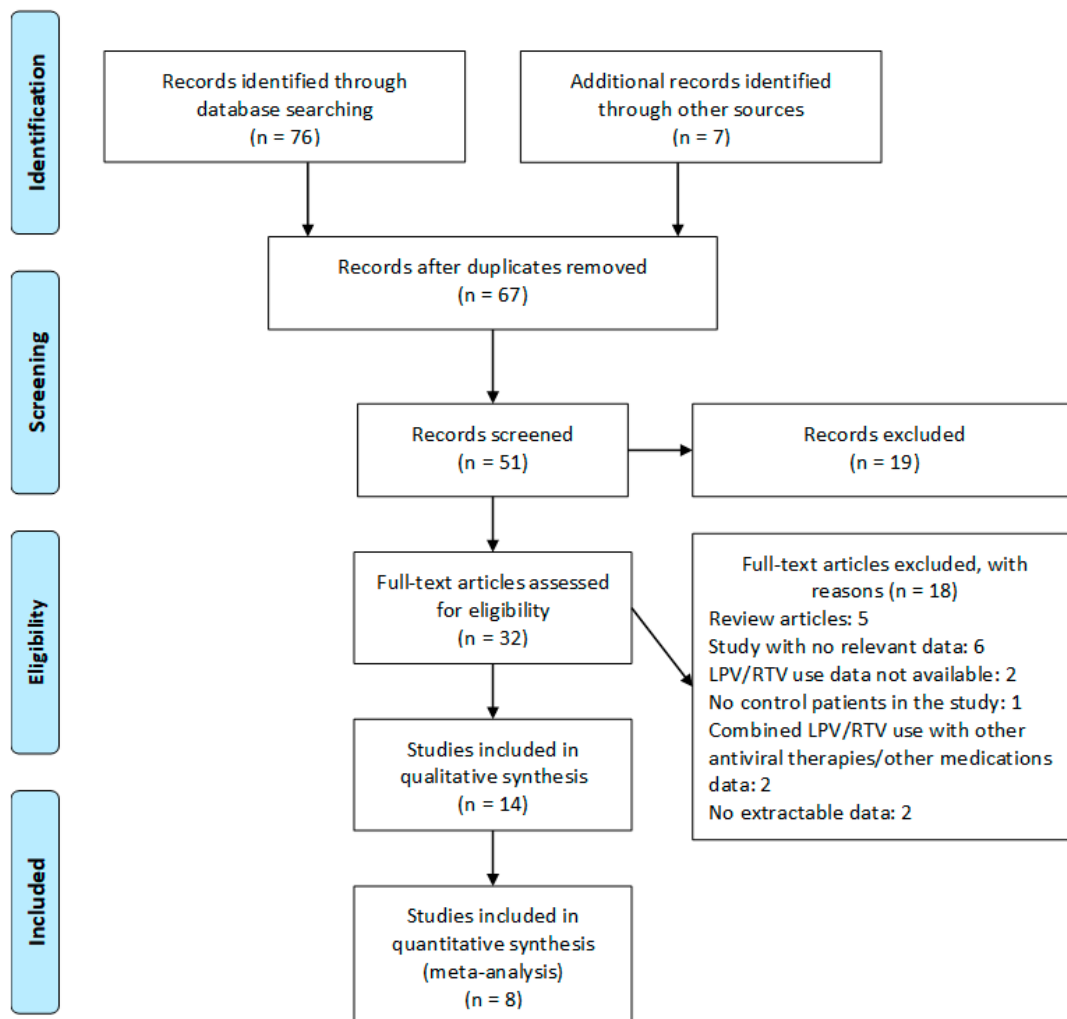 Identification
Records identified through
database searching
(n = 76)
Additional records identified
through other sources
(n = 7)
Records after duplicates removed
(n = 67)
Screening
Records screened
(n = 51)
Records excluded
(n = 19)
Eligibility
Full-text articles assessed
for eligibility
(n = 32)
Full-text articles excluded, with
reasons (n = 18)
Review articles: 5
Study with no relevant data: 6
LPV/RTV use data not available: 2
No control patients in the study: 1
Combined LPV/RTV use with other
antiviral therapies/other medications
data: 2
No extractable data: 2
Studies included in
qualitative synthesis
(n = 14)
Included
Studies included in
quantitative synthesis
(meta-analysis)
(n = 8)